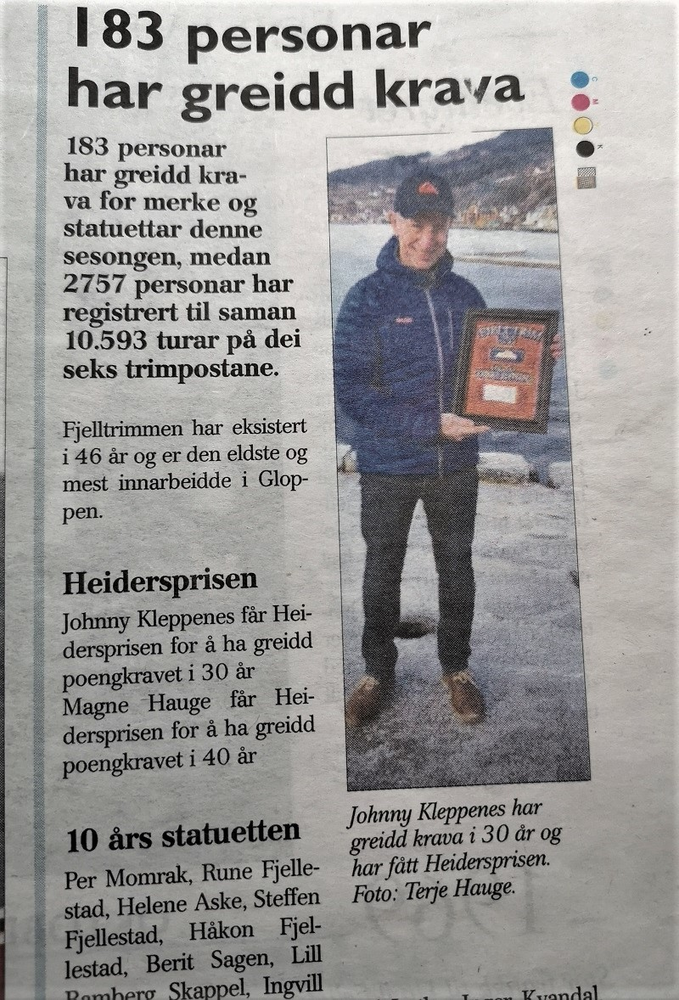 183 personar
har greidd krava
183 personar
har greidd kra-
va for merke og
statuettar denne
sesongen, medan
2757 personar har
registrert til saman
10.593 turar på dei
seks trimpostane.
Fjelltrimmen har eksistert
i 46 år og er den eldste og
mest innarbeidde i Glop-
pen.
Heidersprisen
Johnny Kleppenes får Hei-
dersprisen for å ha greidd
poengkravet i 30 år
Magne Hauge får Hei-
dersprisen for å ha greidd
poengkravet i 40 år
10 års statuetten
Per Momrak, Rune Fjelle-
stad, Helene Aske, Steffen
Fjellestad, Håkon Fjel-
lestad, Berit Sagen, Lill
Ramberg Skappel, Ingvill
C
M
K
Johnny Kleppenes har
greidd krava i 30 år og
har fått Heidersprisen.
Foto: Terje Hauge.
Kvandal